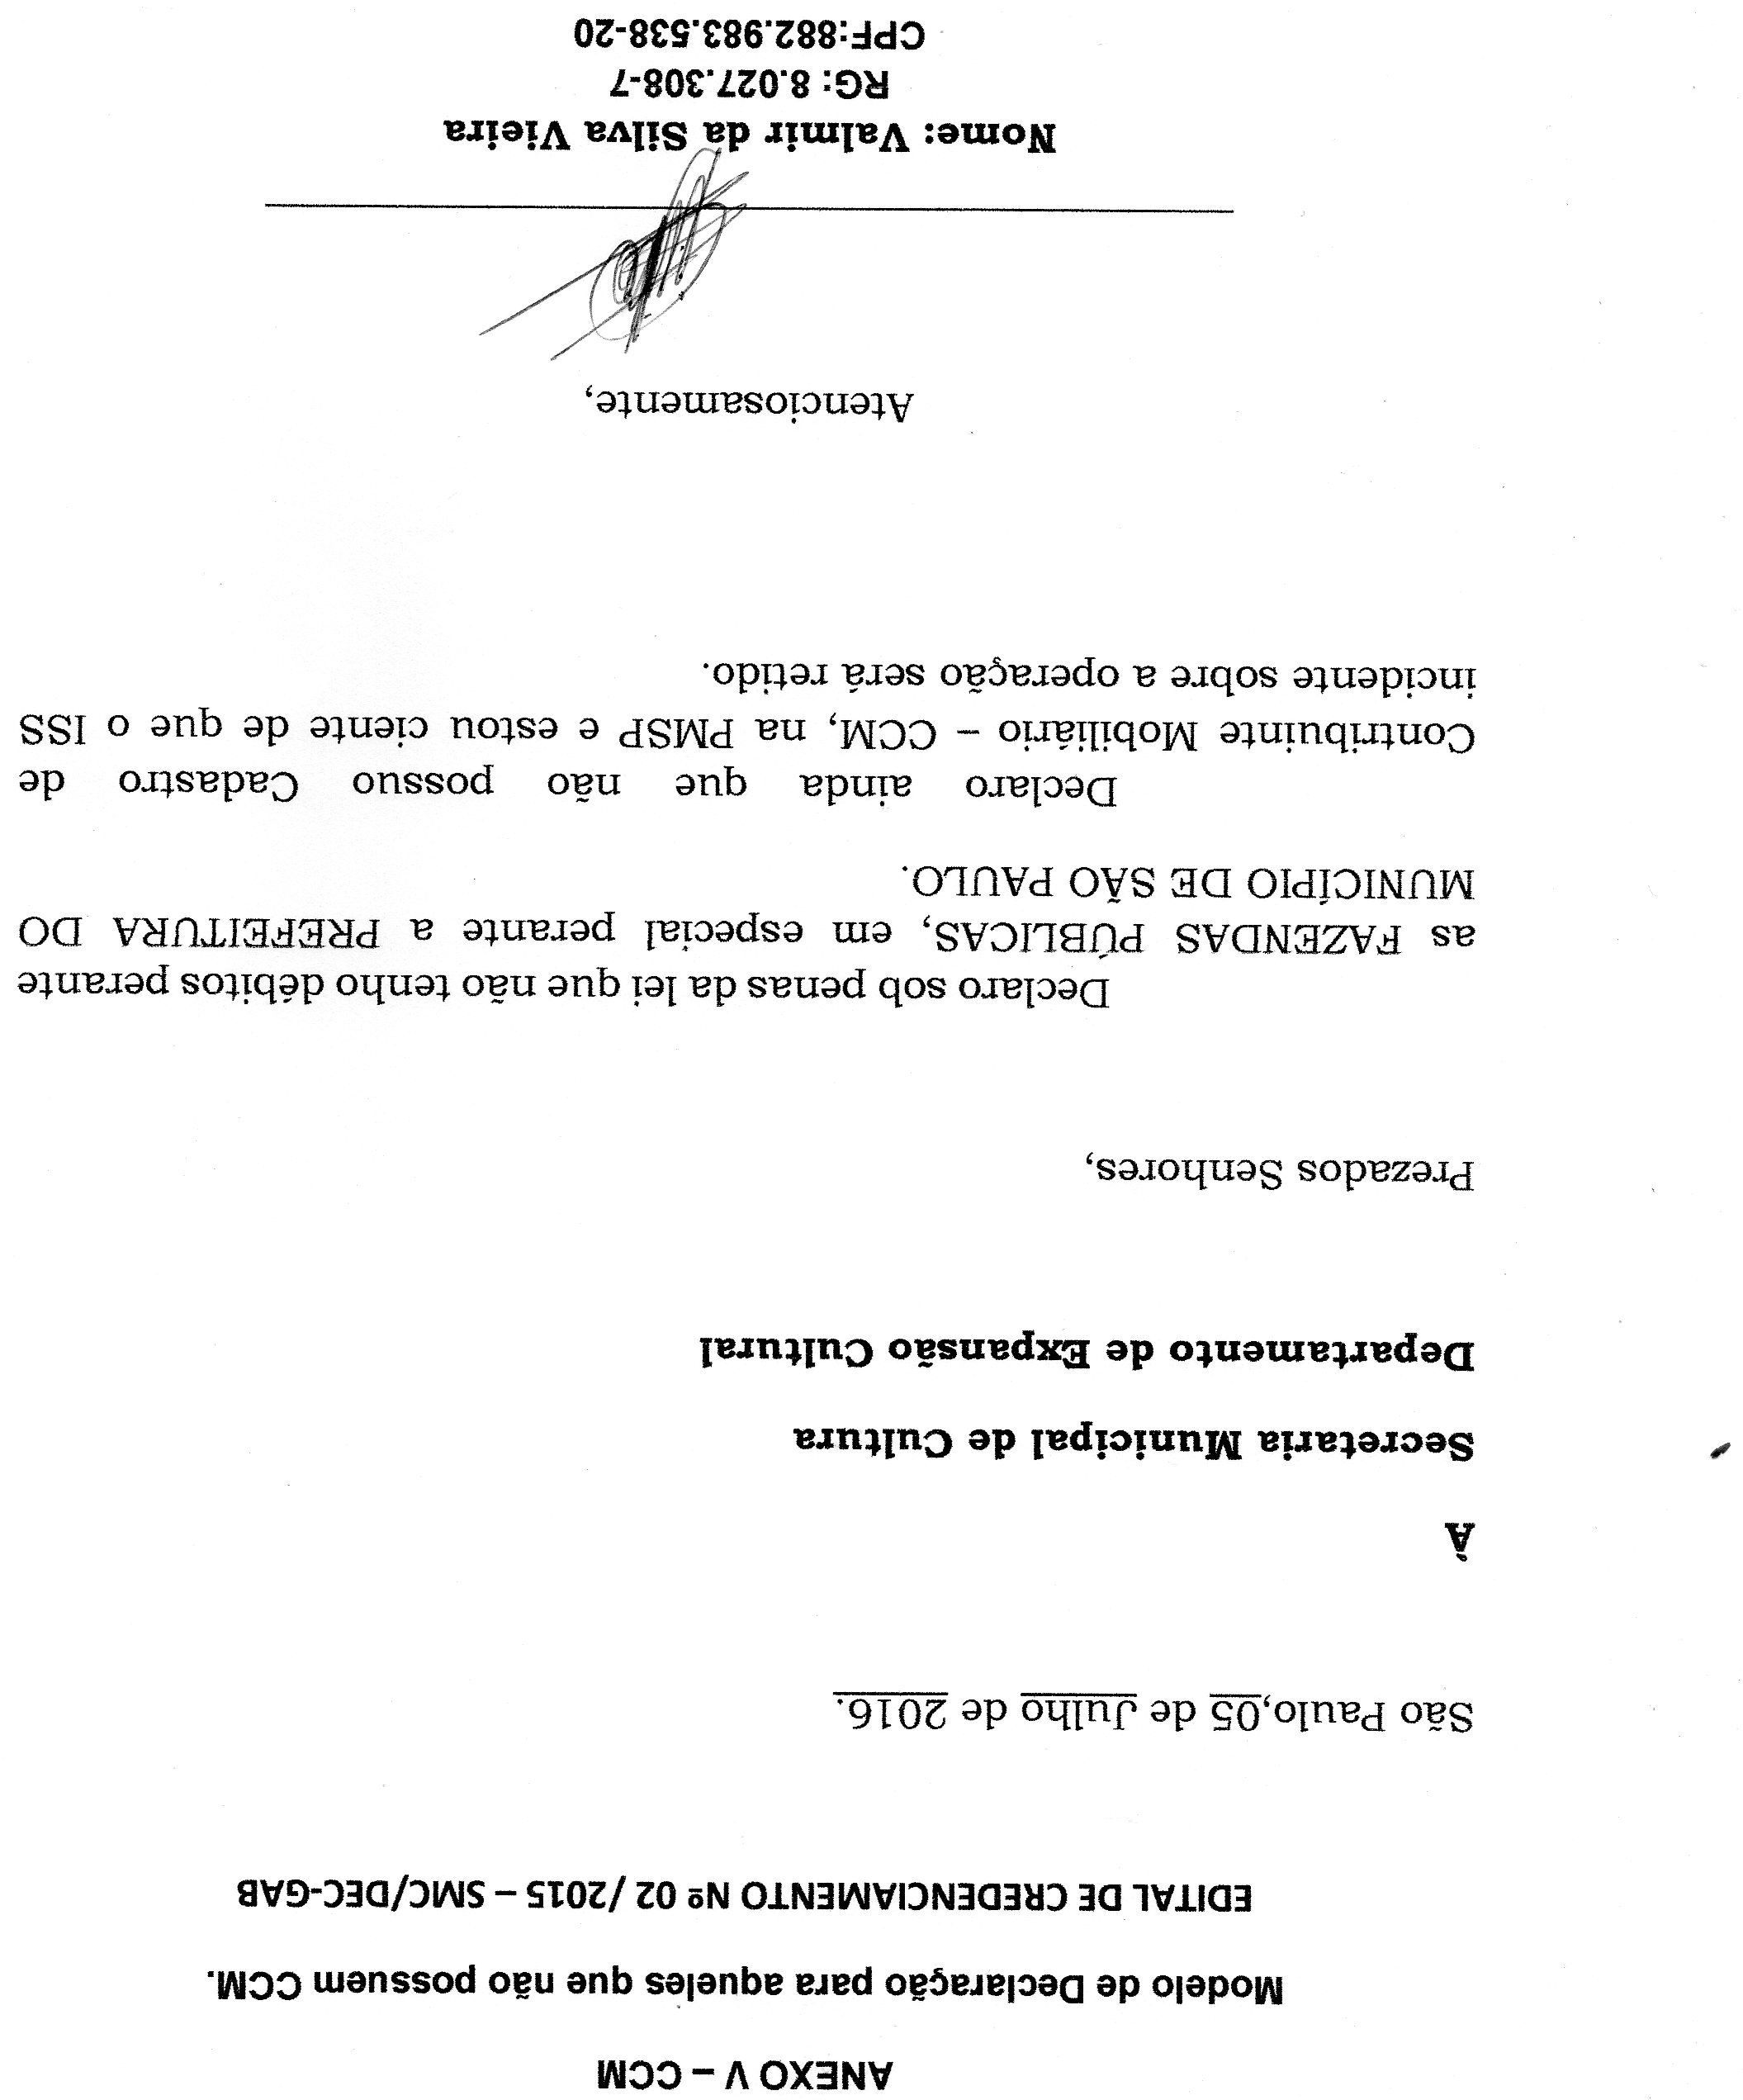 ANEXO V – CCM
Modelo de Declaração para aqueles que não possuem CCM.
EDITAL DE CREDENCIAMENTO Nº 02 /2015 – SMC/DEC-GAB
São Paulo,05 de Julho de 2016.
À
Secretaria Municipal de Cultura
Departamento de Expansão Cultural
Prezados Senhores,
Declaro sob penas da lei que não tenho débitos perante
as FAZENDAS PÚBLICAS, em especial perante a PREFEITURA DO
MUNICÍPIO DE SÃO PAULO.
Declaro ainda que não possuo Cadastro de
Contribuinte Mobiliário – CCM, na PMSP e estou ciente de que o ISS
incidente sobre a operação será retido.
Atenciosamente,
Nome: Valmir da Silva Vieira
RG: 8.027.308-7
CPF:882.983.538-20